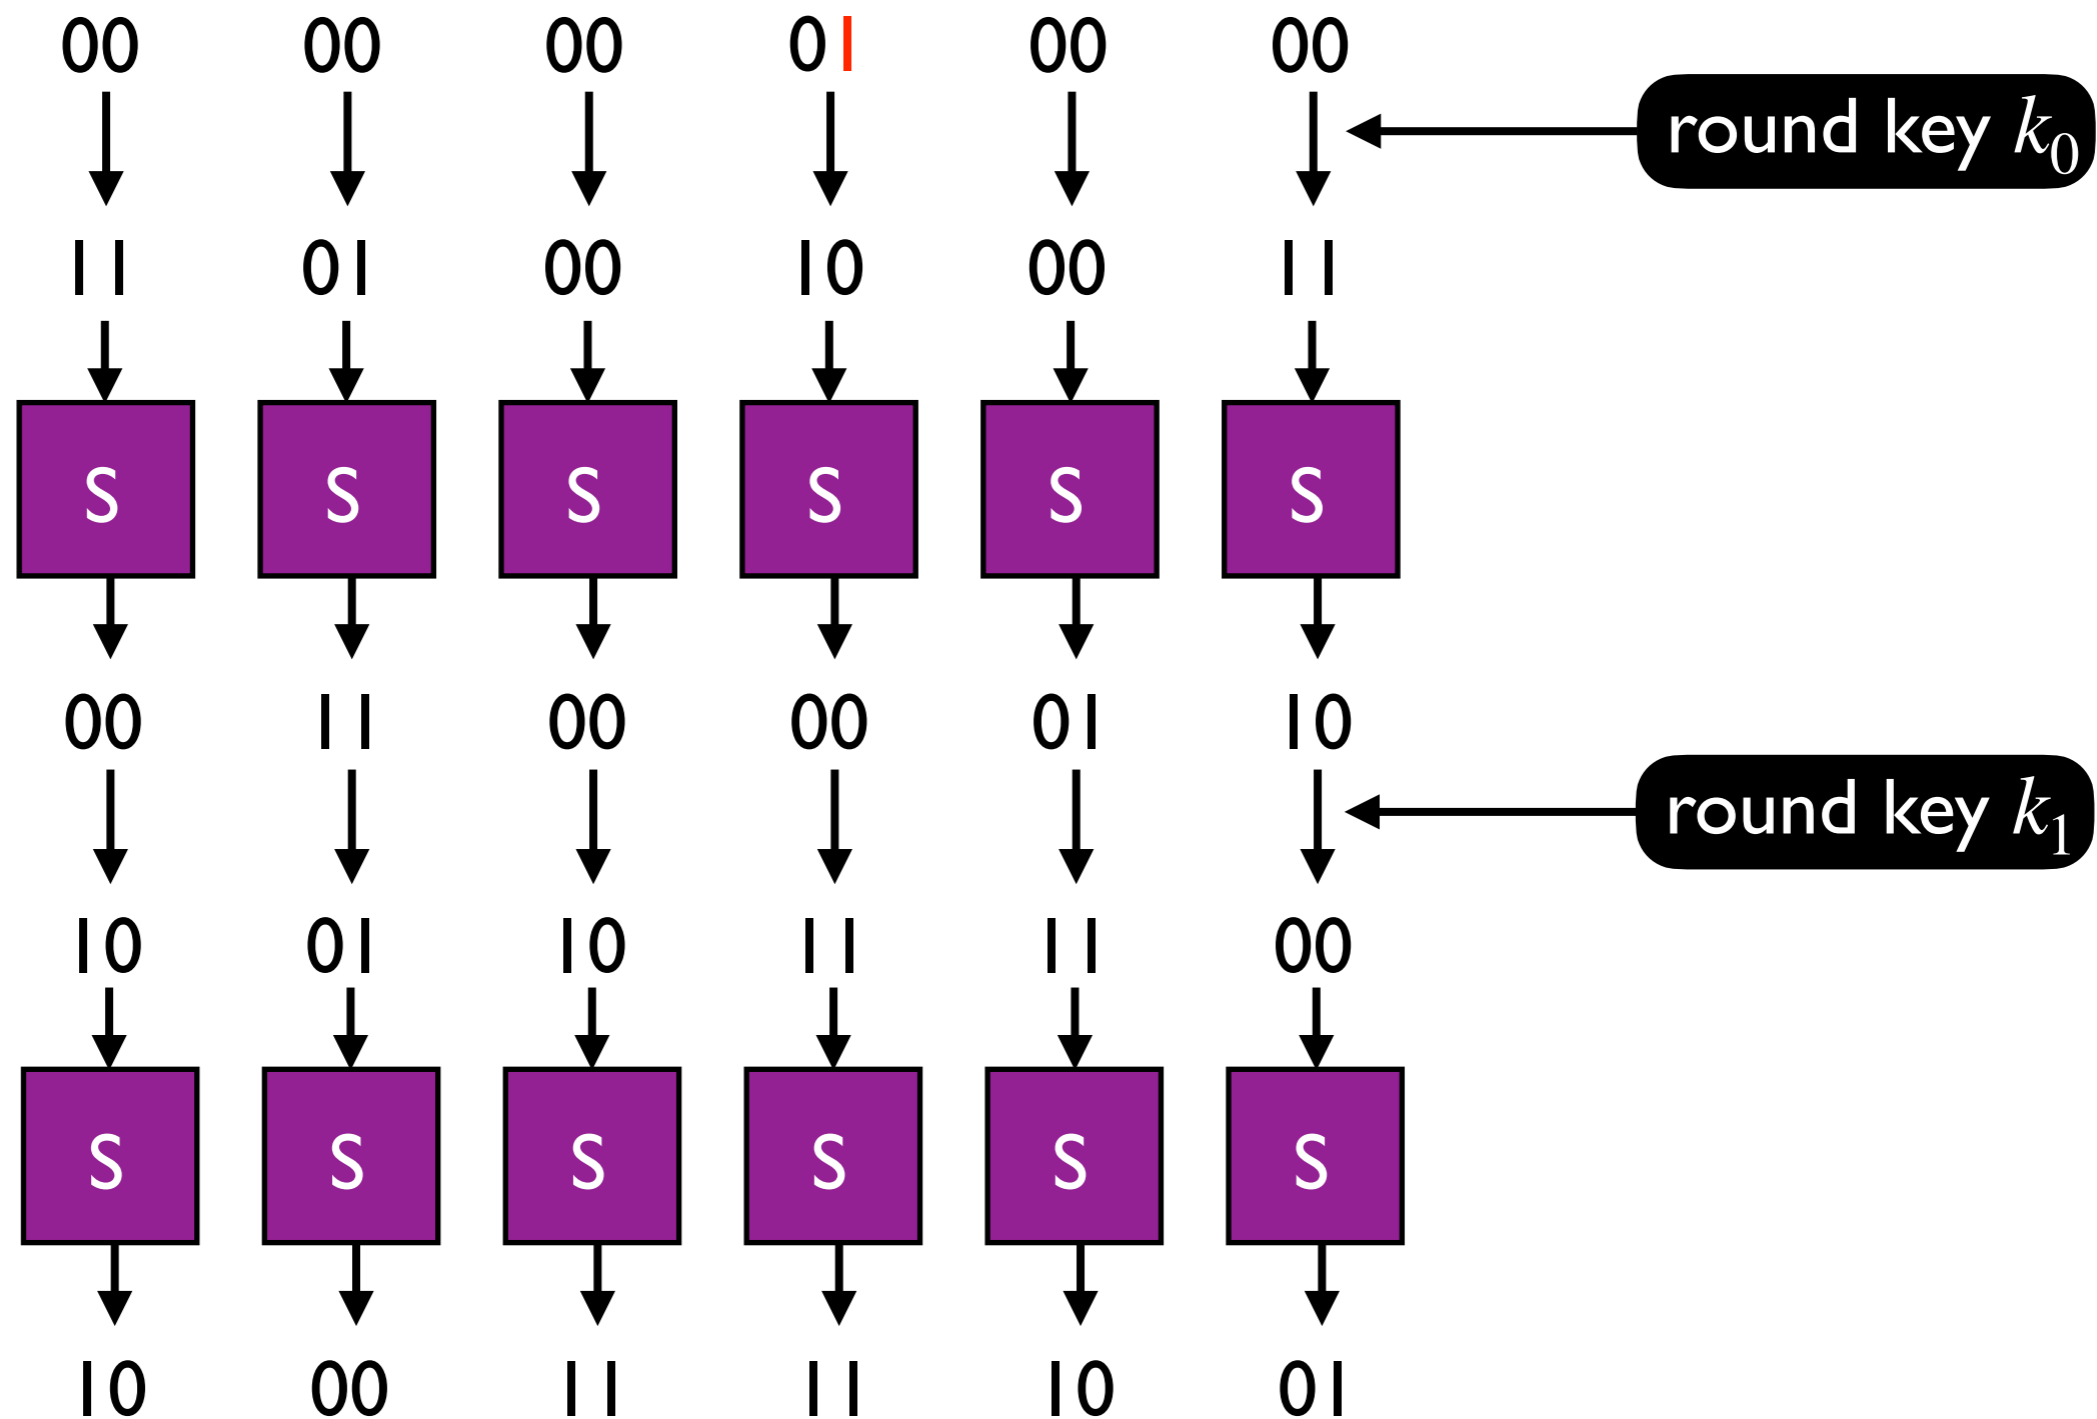 00 00 00 01 00 00
round key k₀
11 01 00 10 00 11
S S S S S S
00 11 00 00 01 10
round key k₁
10 01 10 11 11 00
S S S S S S
10 00 11 11 10 01